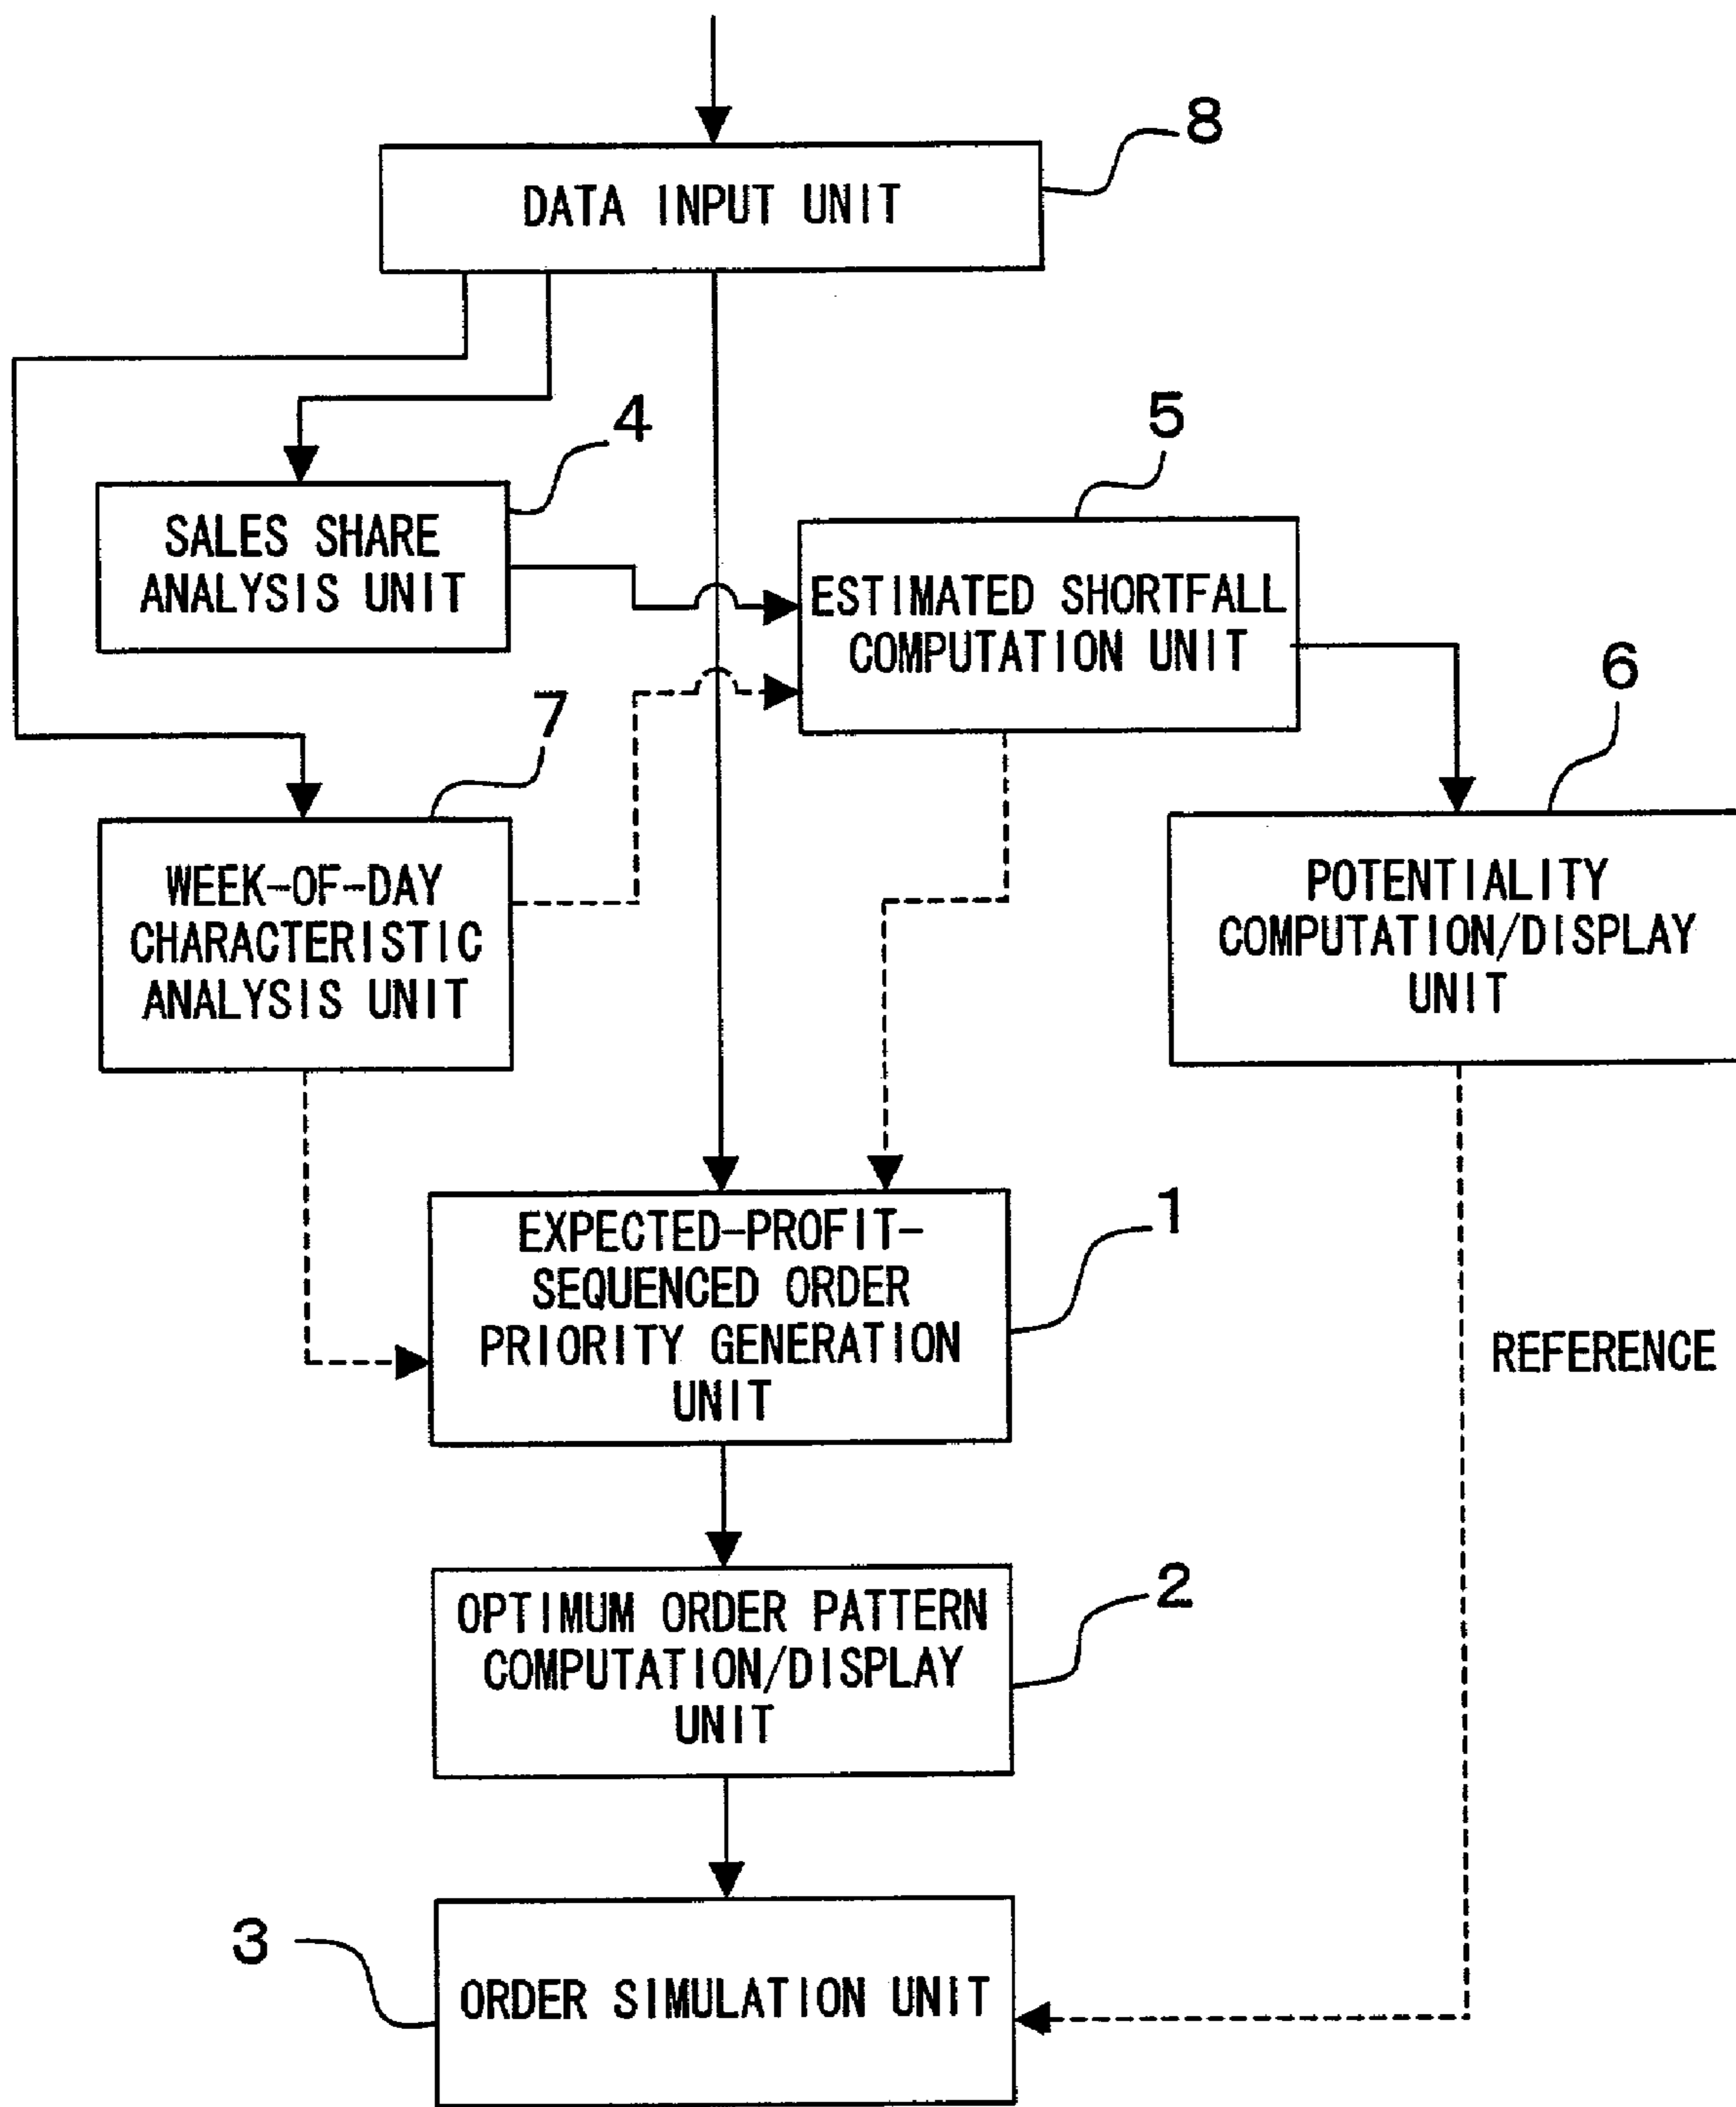 8
DATA INPUT UNIT
4
SALES SHARE
ANALYSIS UNIT
5
ESTIMATED SHORTFALL
COMPUTATION UNIT
6
POTENTIALITY
COMPUTATION/DISPLAY
UNIT
7
WEEK-OF-DAY
CHARACTERISTIC
ANALYSIS UNIT
1
EXPECTED-PROFIT-
SEQUENCED ORDER
PRIORITY GENERATION
UNIT
REFERENCE
2
OPTIMUM ORDER PATTERN
COMPUTATION/DISPLAY
UNIT
3
ORDER SIMULATION UNIT